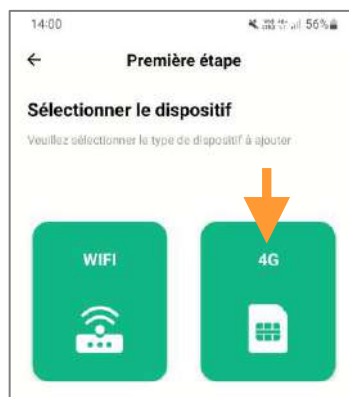 14:00 56%
Première étape
Sélectionner le dispositif
Veuillez sélectionner le type de dispositif à ajouter
WIFI 4G